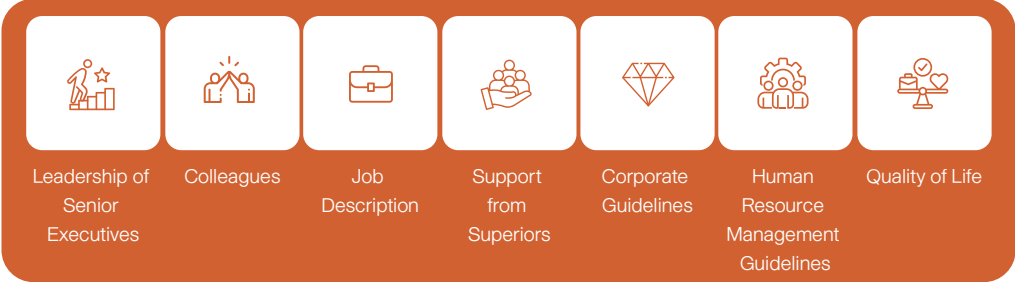 Leadership of
Senior
Executives
Colleagues
Job
Description
Support
from
Superiors
Corporate
Guidelines
Human
Resource
Management
Guidelines
Quality of Life